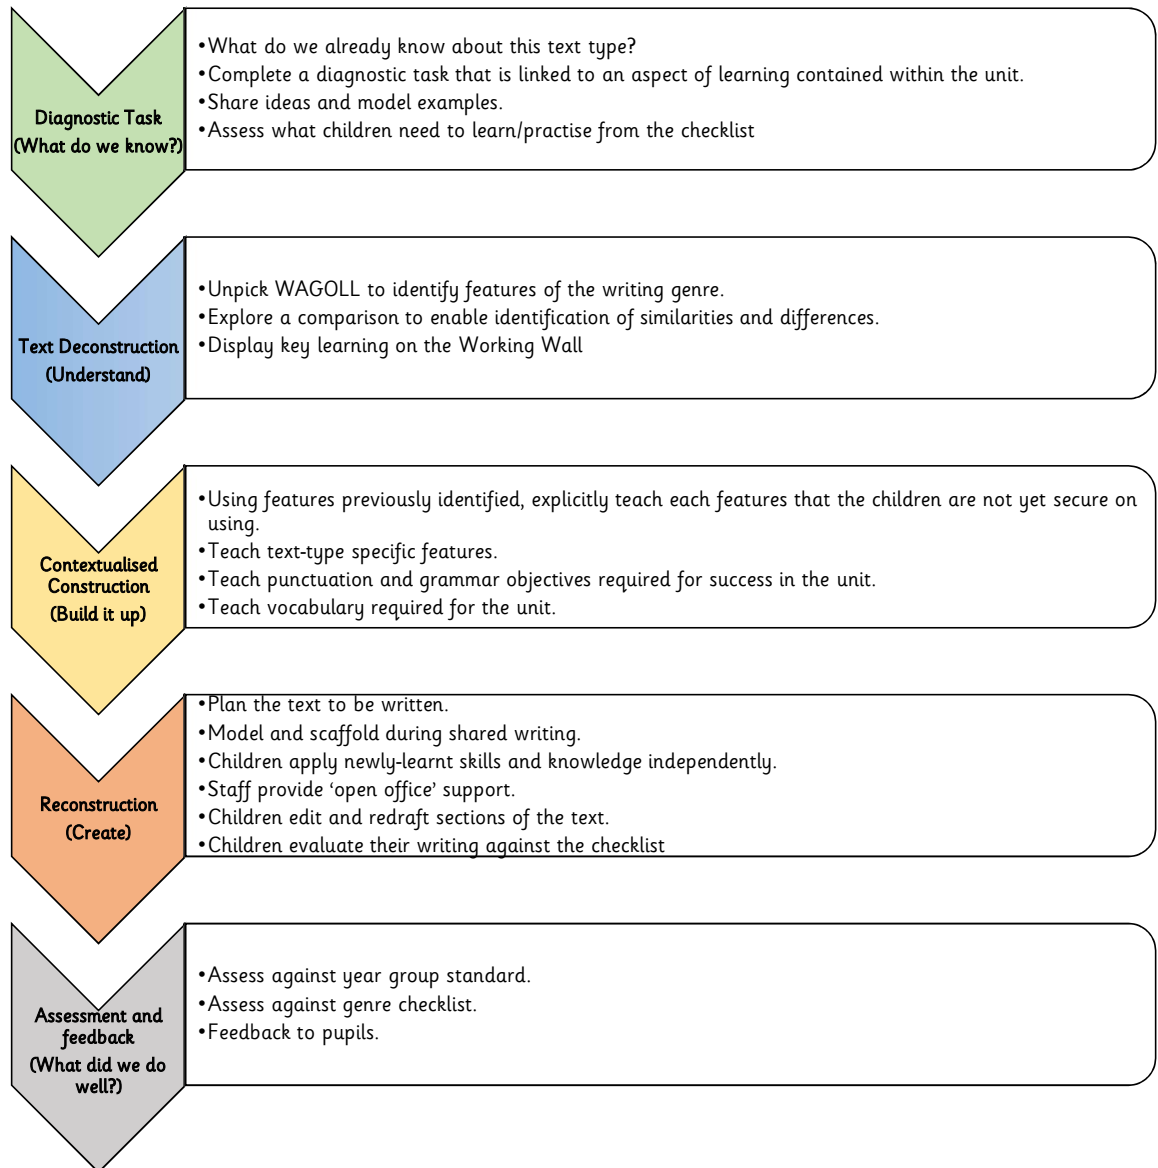 Diagnostic Task
(What do we know?)
•What do we already know about this text type?
•Complete a diagnostic task that is linked to an aspect of learning contained within the unit.
•Share ideas and model examples.
•Assess what children need to learn/practise from the checklist
Text Deconstruction
(Understand)
•Unpick WAGOLL to identify features of the writing genre.
•Explore a comparison to enable identification of similarities and differences.
•Display key learning on the Working Wall
Contextualised
Construction
(Build it up)
•Using features previously identified, explicitly teach each features that the children are not yet secure on
using.
•Teach text-type specific features.
•Teach punctuation and grammar objectives required for success in the unit.
•Teach vocabulary required for the unit.
Reconstruction
(Create)
•Plan the text to be written.
•Model and scaffold during shared writing.
•Children apply newly-learnt skills and knowledge independently.
•Staff provide ‘open office’ support.
•Children edit and redraft sections of the text.
•Children evaluate their writing against the checklist
Assessment and
feedback
(What did we do
well?)
•Assess against year group standard.
•Assess against genre checklist.
•Feedback to pupils.